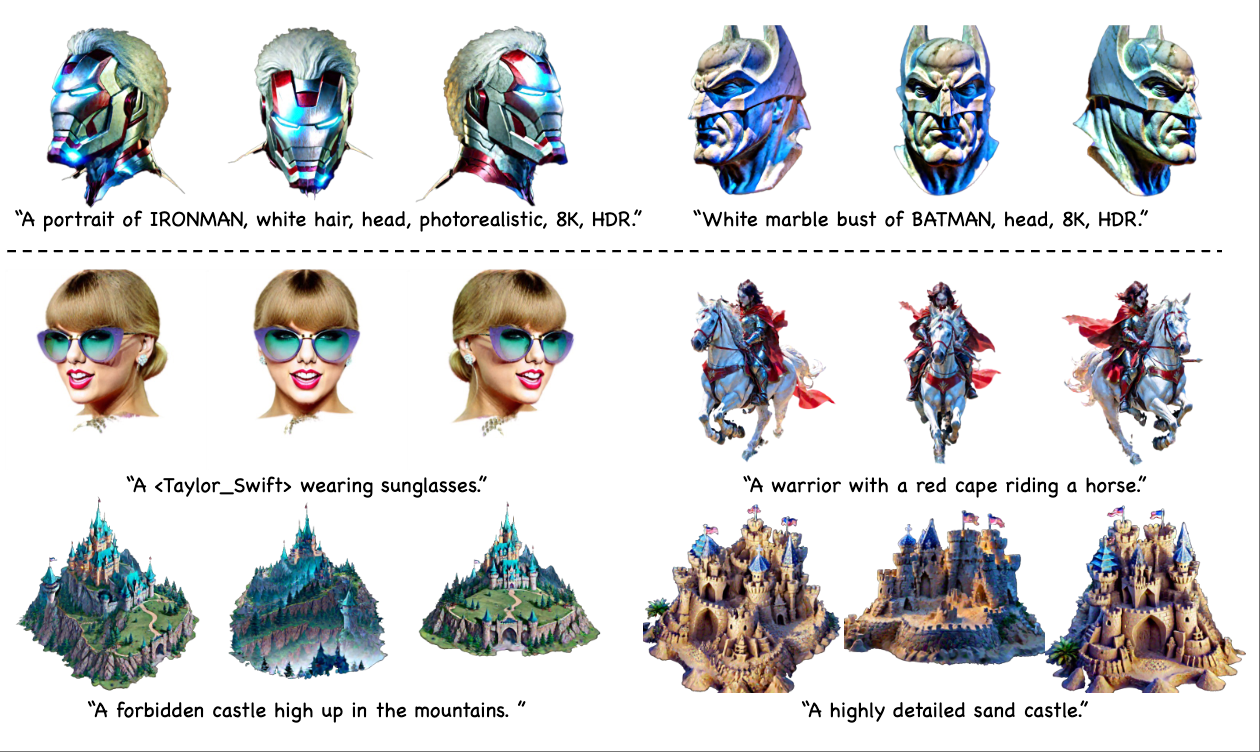 “A portrait of IRONMAN, white hair, head, photorealistic, 8K, HDR.”
“White marble bust of BATMAN, head, 8K, HDR.”
“A <Taylor_Swift> wearing sunglasses.”
“A warrior with a red cape riding a horse.”
“A forbidden castle high up in the mountains. ”
“A highly detailed sand castle.”